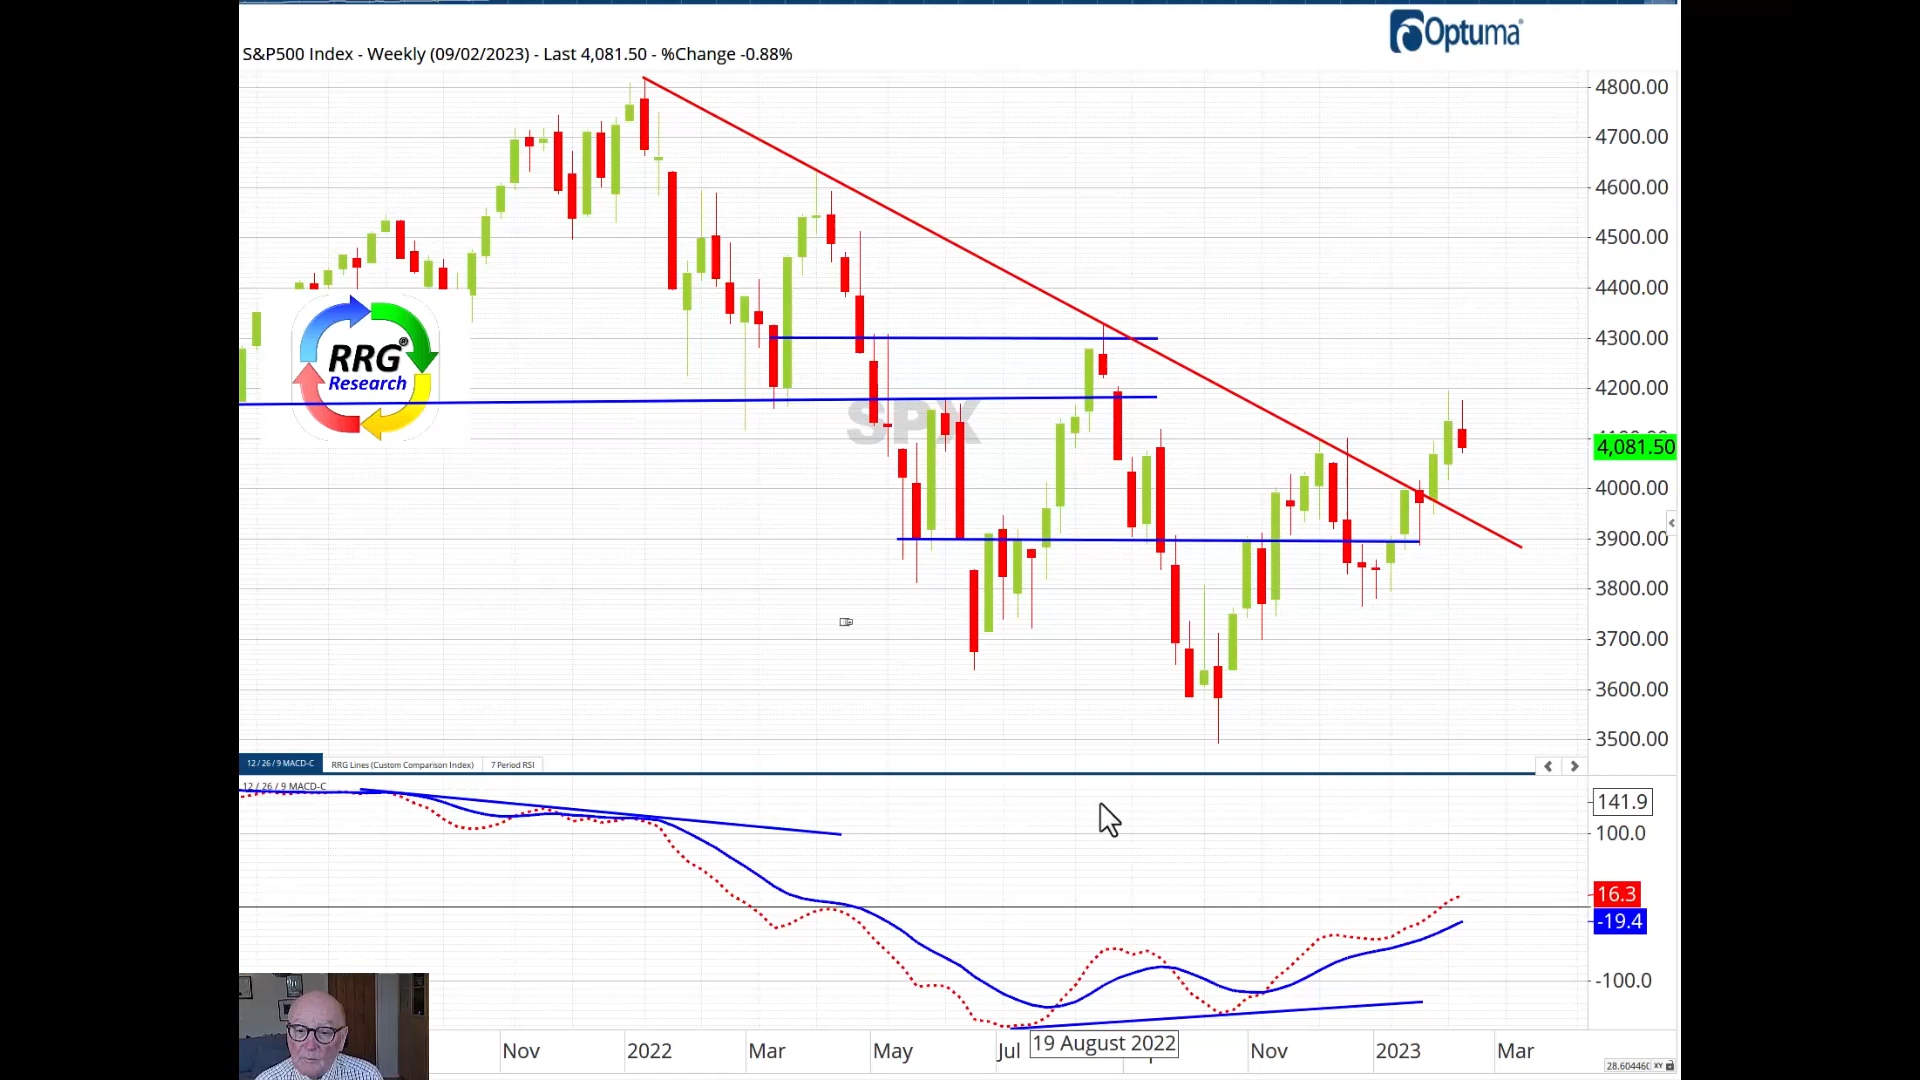 Optuma®
S&P500 Index - Weekly (09/02/2023) - Last 4,081.50 - %Change -0.88%
4800.00
4700.00
4600.00
4500.00
4400.00
4300.00
4200.00
4,081.50
4000.00
3900.00
3800.00
3700.00
3600.00
3500.00
RRG®
Research
SPX
12 / 26 / 9 MACD-C
RRG Lines (Custom Comparison Index)
7 Period RSI
12 / 26 / 9 MACD-C
141.9
100.0
16.3
-19.4
-100.0
Nov 2022 Mar May Jul 19 August 2022 Nov 2023 Mar
28.604460 XY